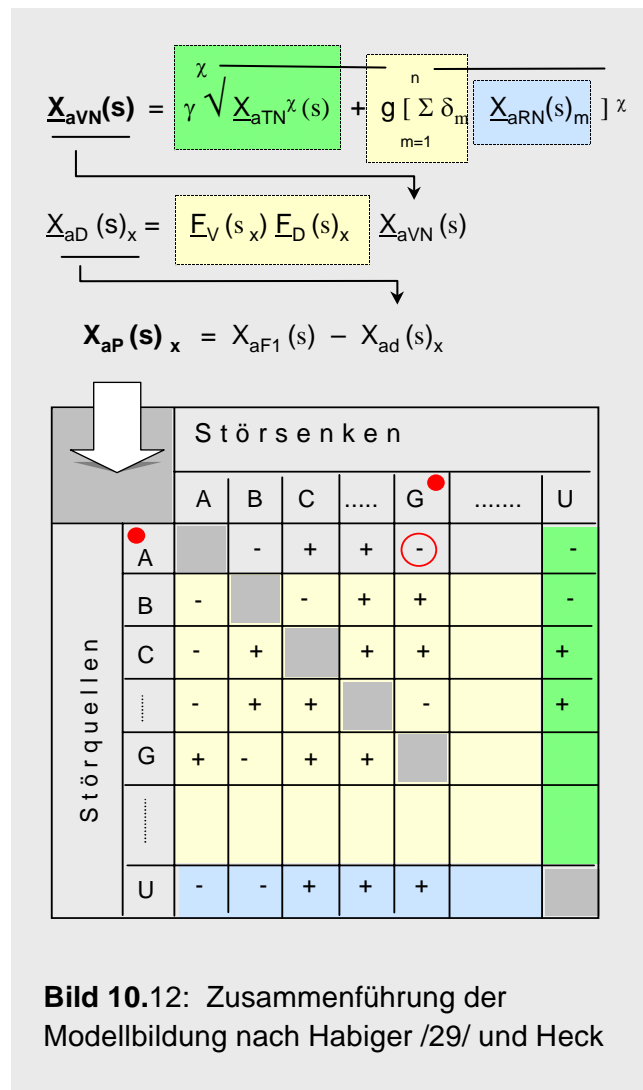 χ n
X_aVN(s) = γ √ X_aTN^χ (s) + g [ Σ δ_m X_aRN(s)_m ] χ
m=1
X_aD (s)_x = F_V (s_x) F_D (s)_x X_aVN (s)
X_aP (s)_x = X_aF1 (s) – X_ad (s)_x
Störsenken
A B C ..... G ....... U
Störquellen
A - + + - -
B - - + + -
C - + + + +
........ - + + - +
G + - + +
..........
U - - + + +
Bild 10.12: Zusammenführung der
Modellbildung nach Habiger /29/ und Heck